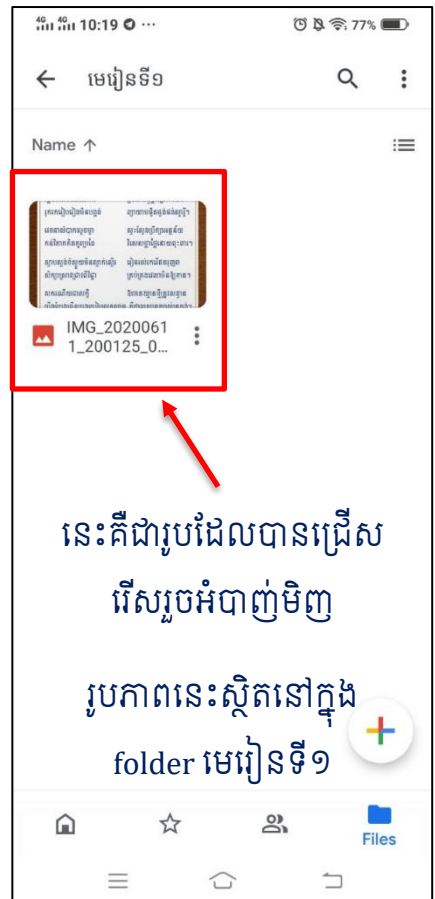 4G 4G 10:19 ··· 77%
មេរៀនទី១
Name ↑
IMG_2020061
1_200125_0...
នេះគឺជារូបដែលបានជ្រើស
រើសរួចអំបាញ់មិញ
រូបភាពនេះស្ថិតនៅក្នុង
folder មេរៀនទី១
Files